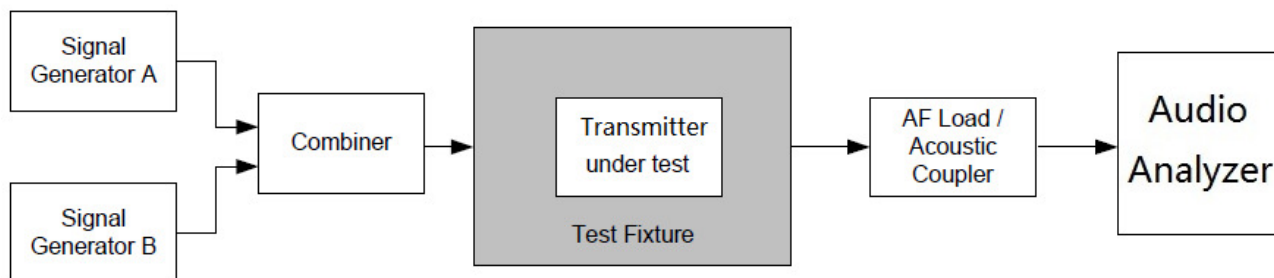 Signal
Generator A
Signal
Generator B
Combiner
Transmitter
under test
Test Fixture
AF Load /
Acoustic
Coupler
Audio
Analyzer